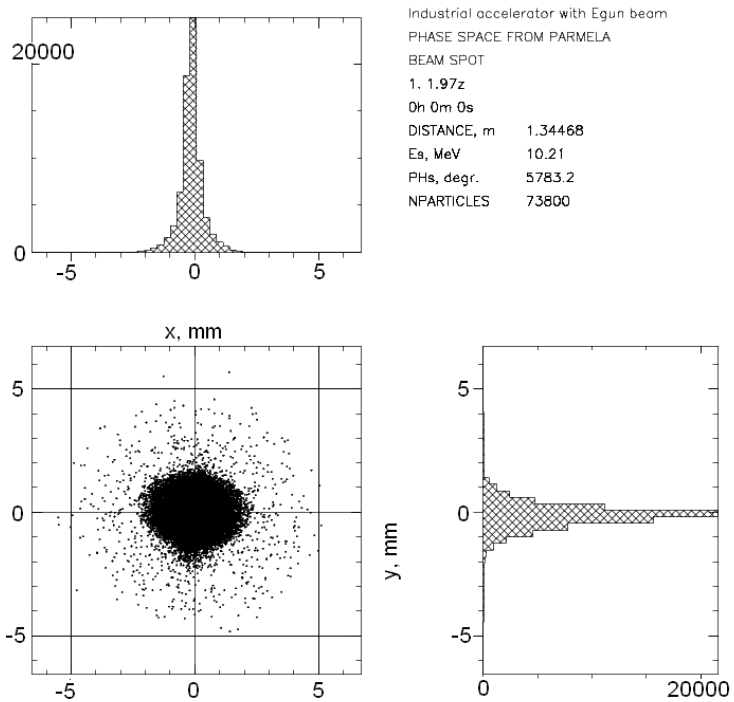 Industrial accelerator with Egun beam
PHASE SPACE FROM PARMELA
BEAM SPOT
1. 1.97z
0h 0m 0s
DISTANCE, m 1.34468
Es, MeV 10.21
PHs, degr. 5783.2
NPARTICLES 73800
20000
0
-5 0 5
x, mm
5
0
-5
-5 0 5
5
0
-5
y, mm
0 20000